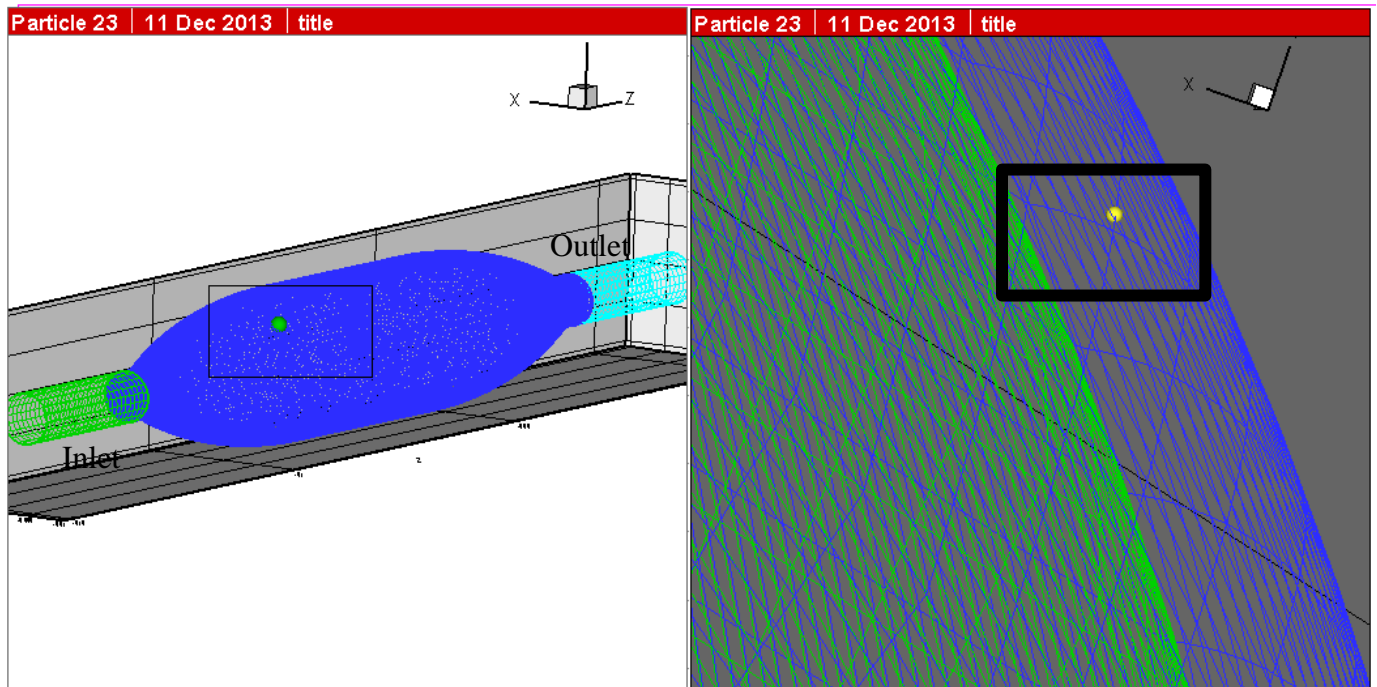 Particle 23 | 11 Dec 2013 | title
X
Z
Outlet
Inlet
Z
Particle 23 | 11 Dec 2013 | title
X